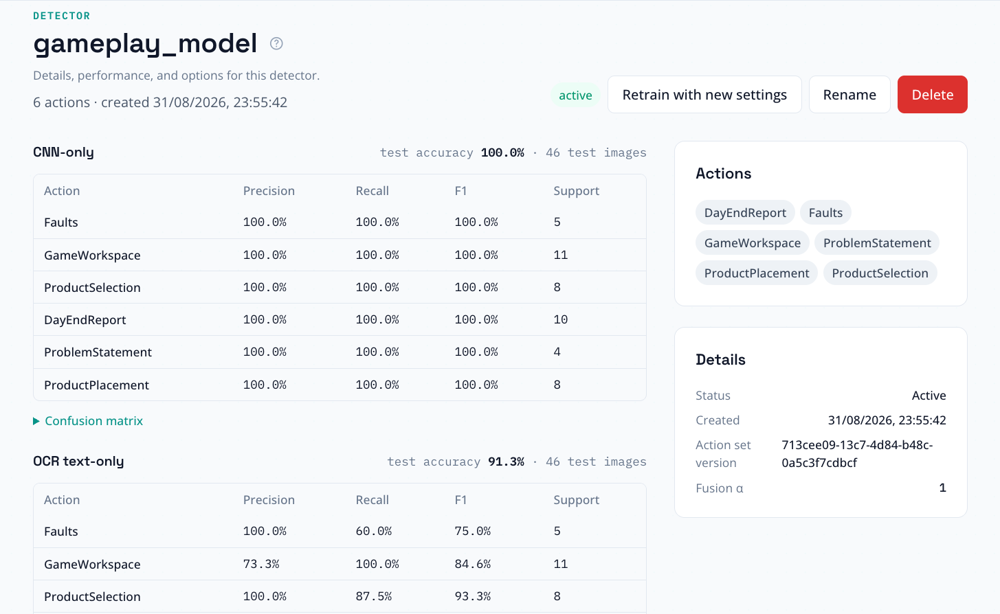 DETECTOR
gameplay_model ?
Details, performance, and options for this detector.
6 actions · created 31/08/2026, 23:55:42
active
Retrain with new settings
Rename
Delete
CNN-only
test accuracy 100.0% · 46 test images
Action Precision Recall F1 Support
Faults 100.0% 100.0% 100.0% 5
GameWorkspace 100.0% 100.0% 100.0% 11
ProductSelection 100.0% 100.0% 100.0% 8
DayEndReport 100.0% 100.0% 100.0% 10
ProblemStatement 100.0% 100.0% 100.0% 4
ProductPlacement 100.0% 100.0% 100.0% 8
▶ Confusion matrix
OCR text-only
test accuracy 91.3% · 46 test images
Action Precision Recall F1 Support
Faults 100.0% 60.0% 75.0% 5
GameWorkspace 73.3% 100.0% 84.6% 11
ProductSelection 100.0% 87.5% 93.3% 8
Actions
DayEndReport Faults
GameWorkspace ProblemStatement
ProductPlacement ProductSelection
Details
Status Active
Created 31/08/2026, 23:55:42
Action set 713cee09-13c7-4d84-b48c-
version 0a5c3f7cdbcf
Fusion α 1